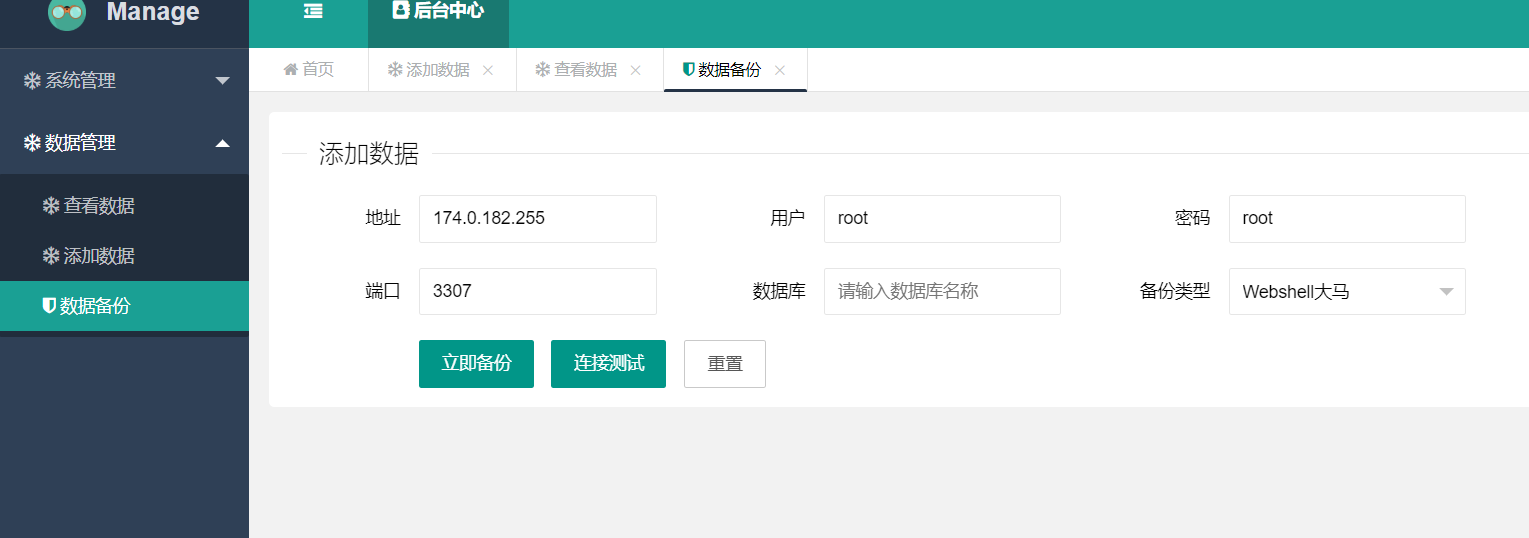 Manage
后台中心
系统管理
首页
添加数据
查看数据
数据备份
数据管理
查看数据
添加数据
数据备份
添加数据
地址 174.0.182.255 用户 root 密码 root
端口 3307 数据库 请输入数据库名称 备份类型 Webshell大马
立即备份 连接测试 重置